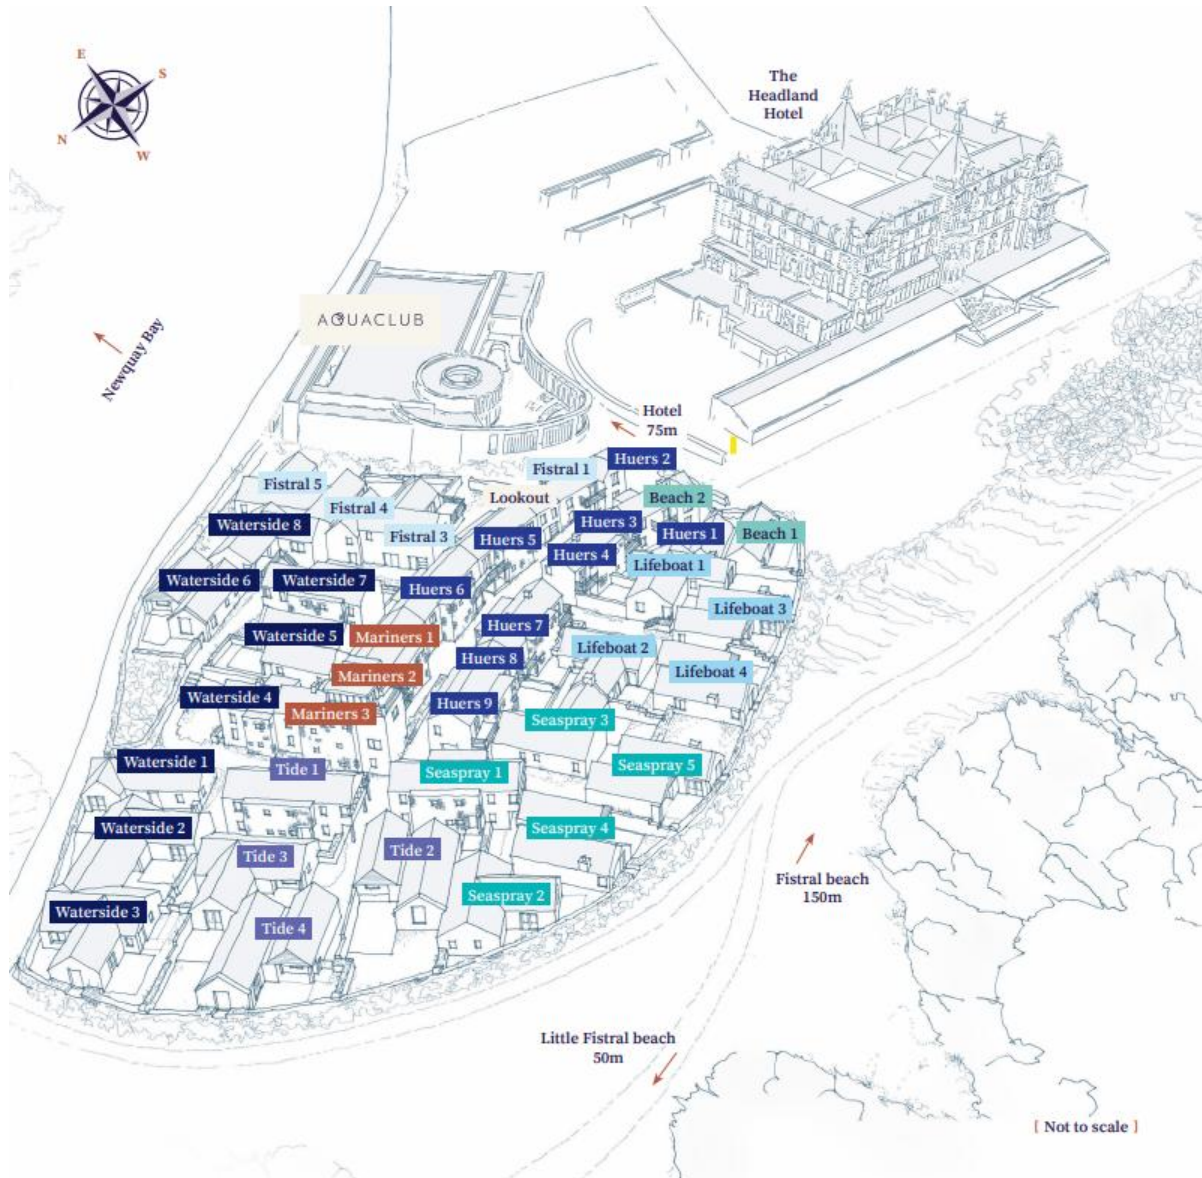 E
S
N
W
The
Headland
Hotel
AQUACLUB
Newquay Bay
Hotel
75m
Huers 2
Fistral 1
Fistral 5
Lookout
Beach 2
Fistral 4
Waterside 8
Huers 3
Fistral 3
Huers 5
Huers 1
Beach 1
Huers 4
Lifeboat 1
Waterside 6
Waterside 7
Huers 6
Lifeboat 3
Huers 7
Waterside 5
Mariners 1
Lifeboat 2
Huers 8
Lifeboat 4
Mariners 2
Waterside 4
Huers 9
Mariners 3
Seaspray 3
Waterside 1
Tide 1
Seaspray 1
Seaspray 5
Waterside 2
Seaspray 4
Tide 3
Tide 2
Fistral beach
150m
Seaspray 2
Waterside 3
Tide 4
Little Fistral beach
50m
[ Not to scale ]